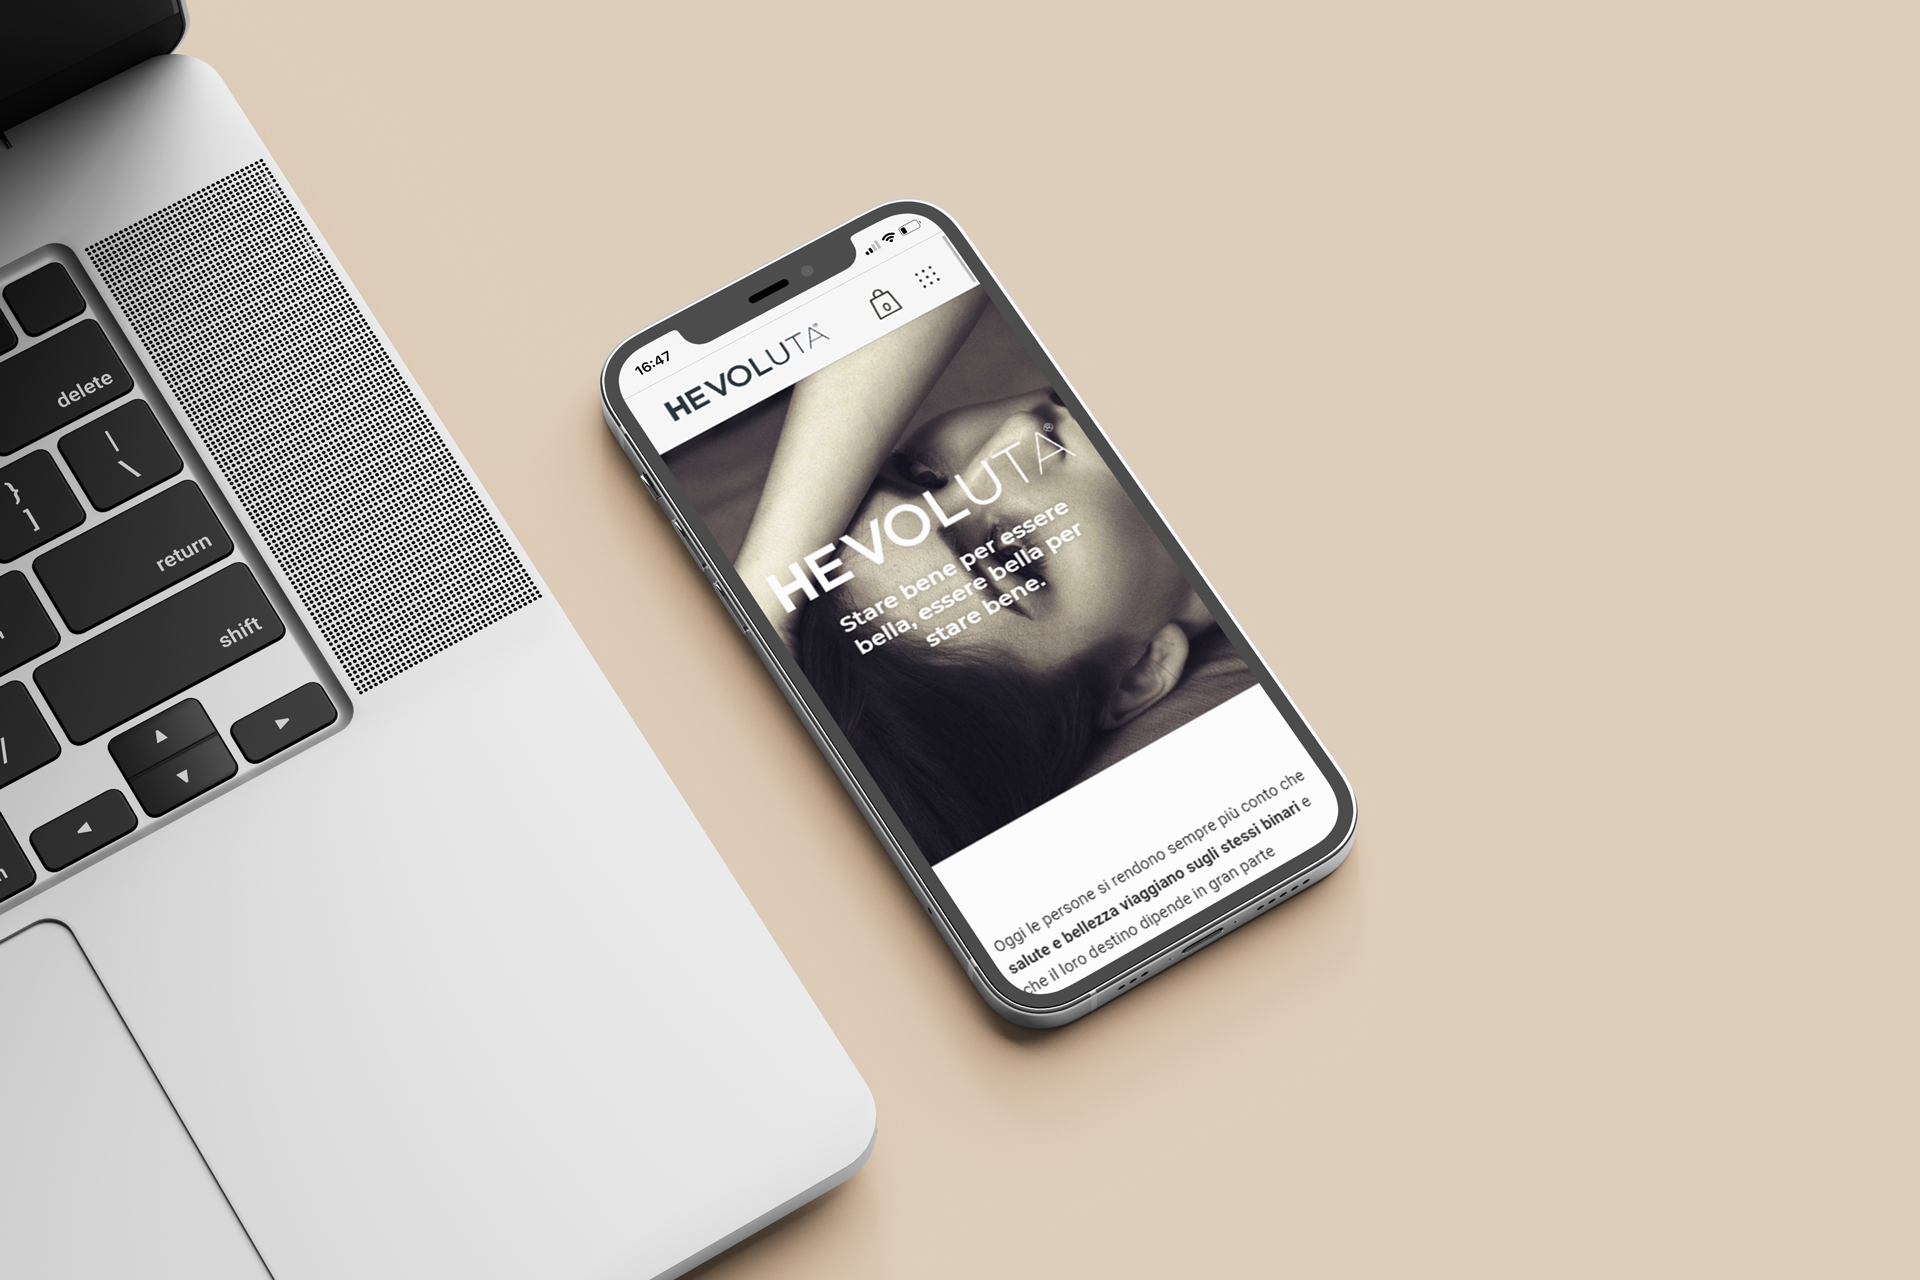 delete
}
]
|
\
return
shift
/
16:47
HEVOLUTA™
0
HEVOLUTA®
Stare bene per essere
bella, essere bella per
stare bene.
Oggi le persone si rendono sempre più conto che
salute e bellezza viaggiano sugli stessi binari e
che il loro destino dipende in gran parte